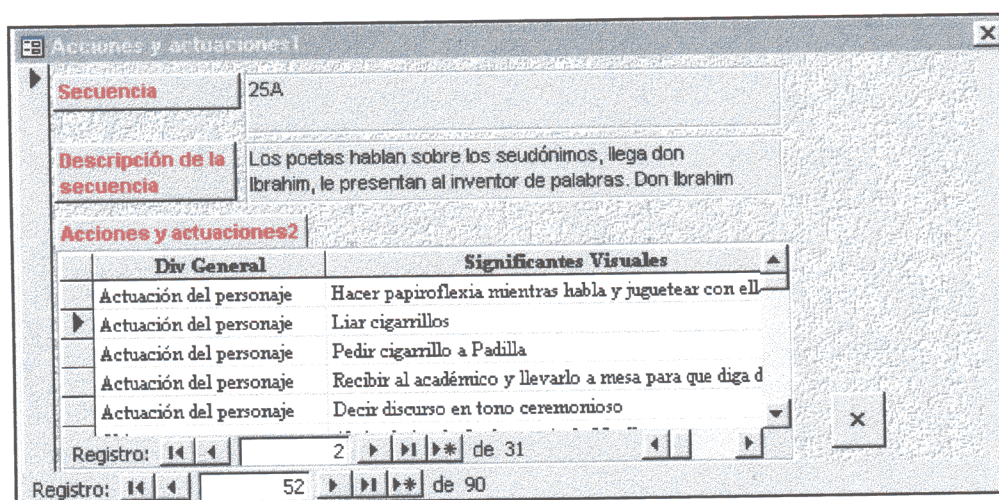 Acciones y actuaciones1
Secuencia
25A
Descripción de la
secuencia
Los poetas hablan sobre los seudónimos, llega don
Ibrahim, le presentan al inventor de palabras. Don Ibrahim
Acciones y actuaciones2
Div General Significantes Visuales
Actuación del personaje Hacer papiroflexia mientras habla y juguetear con ell
Actuación del personaje Liar cigarrillos
Actuación del personaje Pedir cigarrillo a Padilla
Actuación del personaje Recibir al académico y llevarlo a mesa para que diga d
Actuación del personaje Decir discurso en tono ceremonioso
Registro: 2 de 31
Registro: 52 de 90